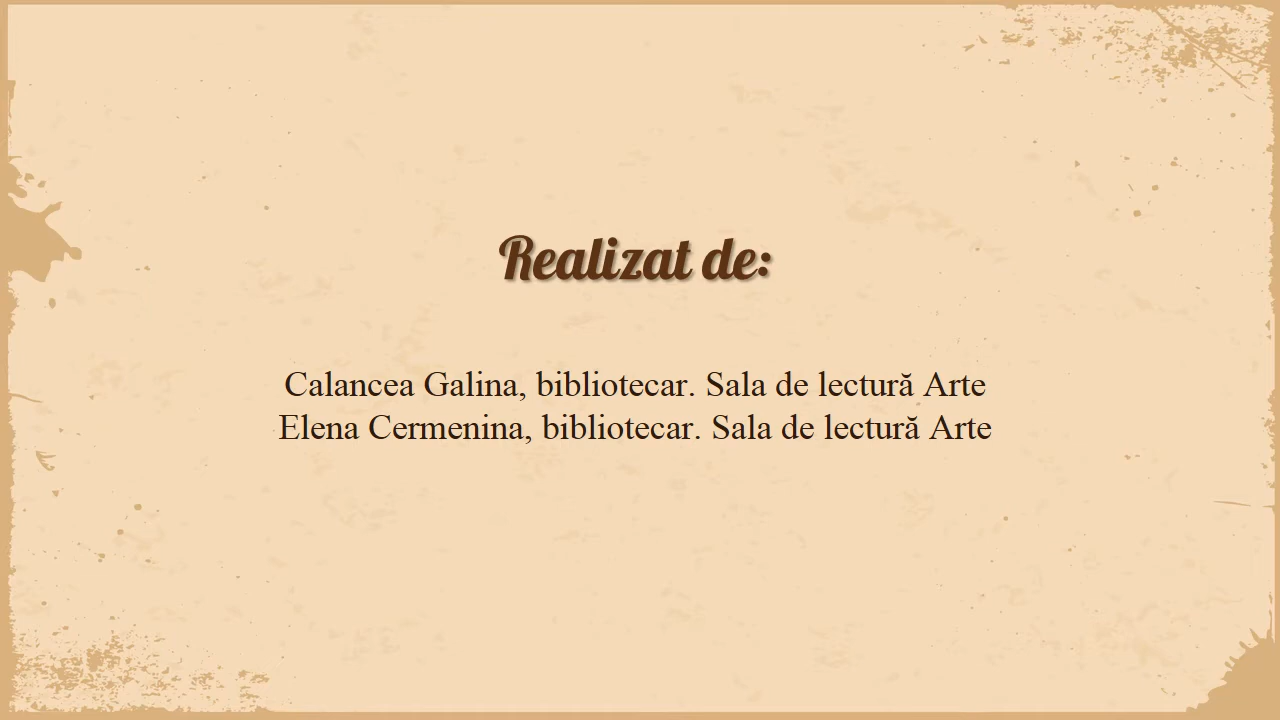 Realizat de:
Calancea Galina, bibliotecar. Sala de lectură Arte
Elena Cermenina, bibliotecar. Sala de lectură Arte